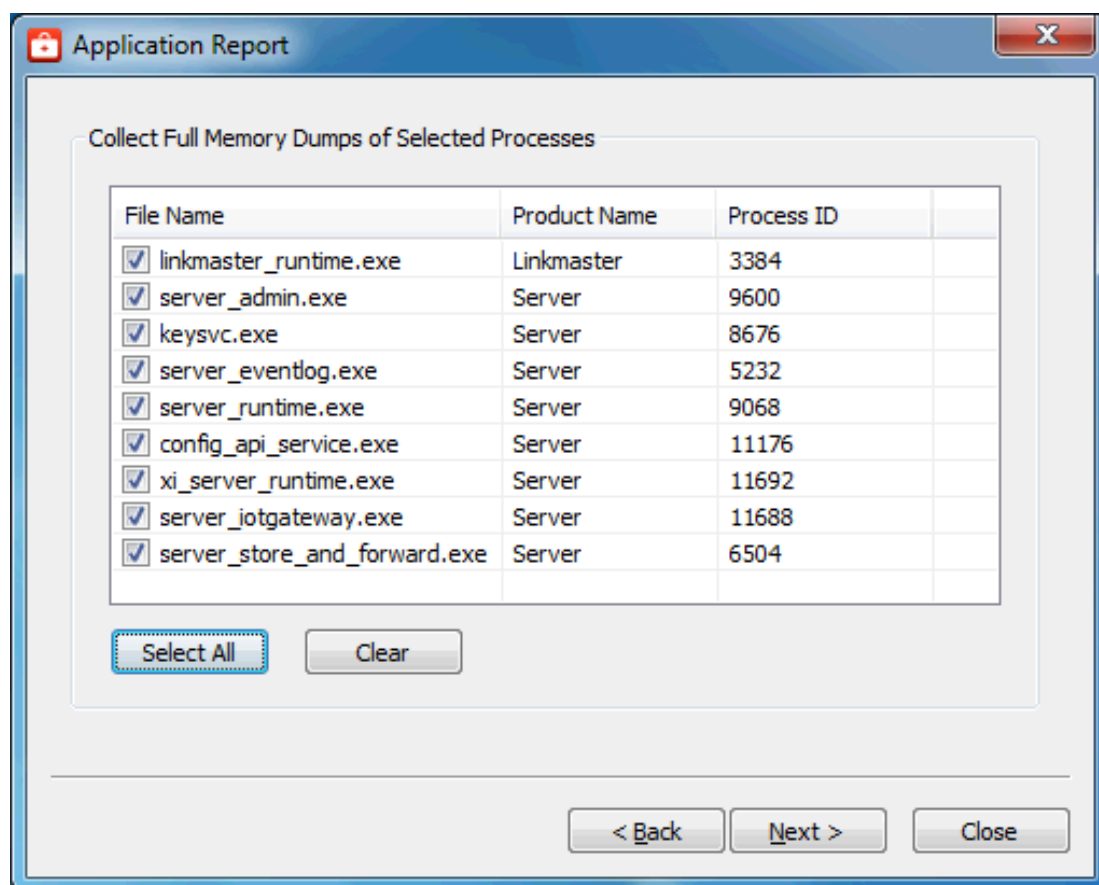 Application Report
Collect Full Memory Dumps of Selected Processes
File Name Product Name Process ID
linkmaster_runtime.exe Linkmaster 3384
server_admin.exe Server 9600
keysvc.exe Server 8676
server_eventlog.exe Server 5232
server_runtime.exe Server 9068
config_api_service.exe Server 11176
xi_server_runtime.exe Server 11692
server_iotgateway.exe Server 11688
server_store_and_forward.exe Server 6504
Select All Clear
< Back Next > Close